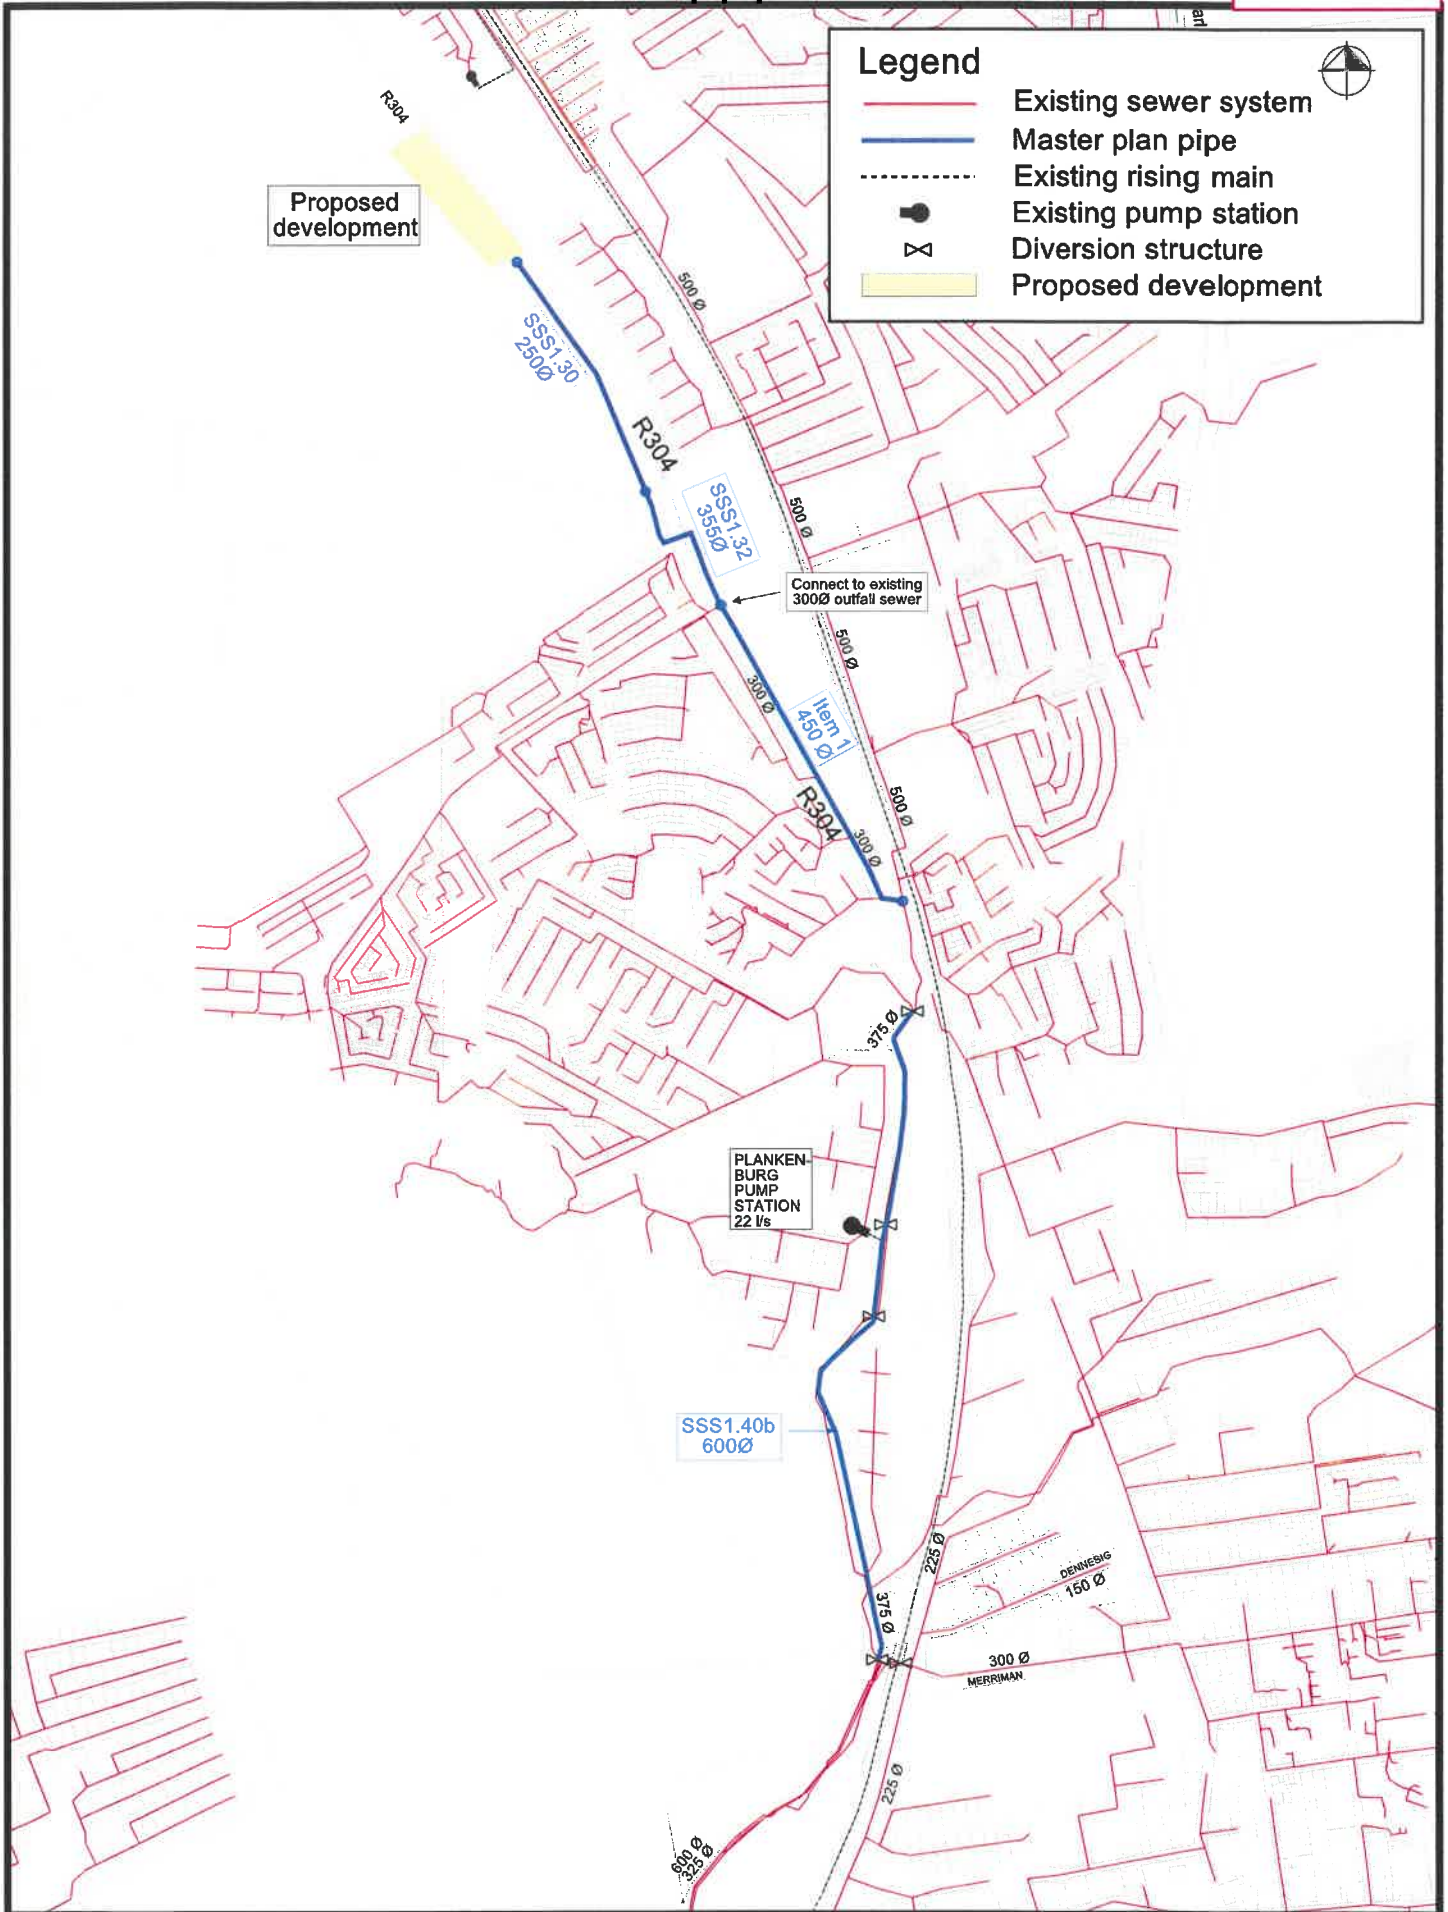 Legend
Existing sewer system
Master plan pipe
Existing rising main
Existing pump station
Diversion structure
Proposed development
R304
Proposed
development
500 Ø
SSS1.30
250Ø
R304
SSS1.32
355Ø
500 Ø
Connect to existing
300Ø outfall sewer
500 Ø
300 Ø
Item 1
450 Ø
500 Ø
R304
300 Ø
375 Ø
PLANKEN-
BURG
PUMP
STATION
22 l/s
SSS1.40b
600Ø
225 Ø
DENNESIG
150 Ø
375 Ø
300 Ø
MERRIMAN
225 Ø
600 Ø
325 Ø